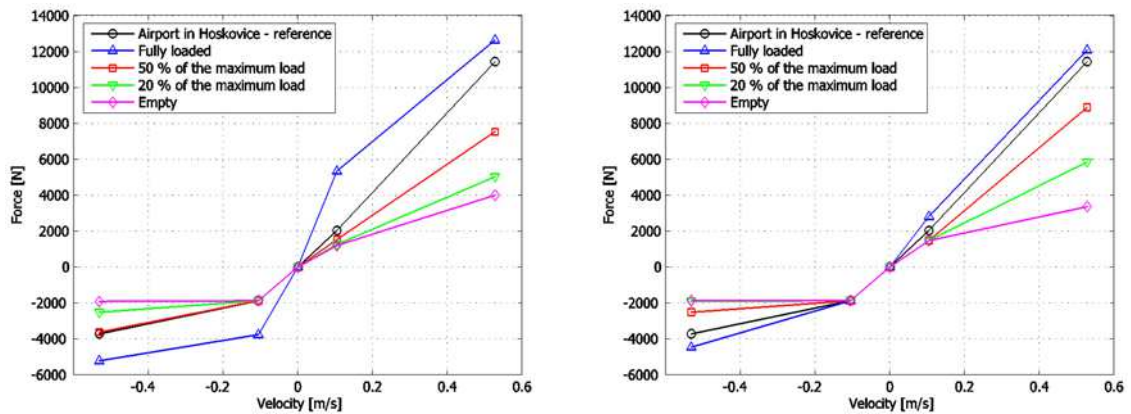 14000
12000
10000
8000
6000
4000
2000
0
-2000
-4000
-6000
Force [N]
Airport in Hoskovice - reference
Fully loaded
50 % of the maximum load
20 % of the maximum load
Empty
-0.4
-0.2
0
0.2
0.4
0.6
Velocity [m/s]
14000
12000
10000
8000
6000
4000
2000
0
-2000
-4000
-6000
Force [N]
Airport in Hoskovice - reference
Fully loaded
50 % of the maximum load
20 % of the maximum load
Empty
-0.4
-0.2
0
0.2
0.4
0.6
Velocity [m/s]